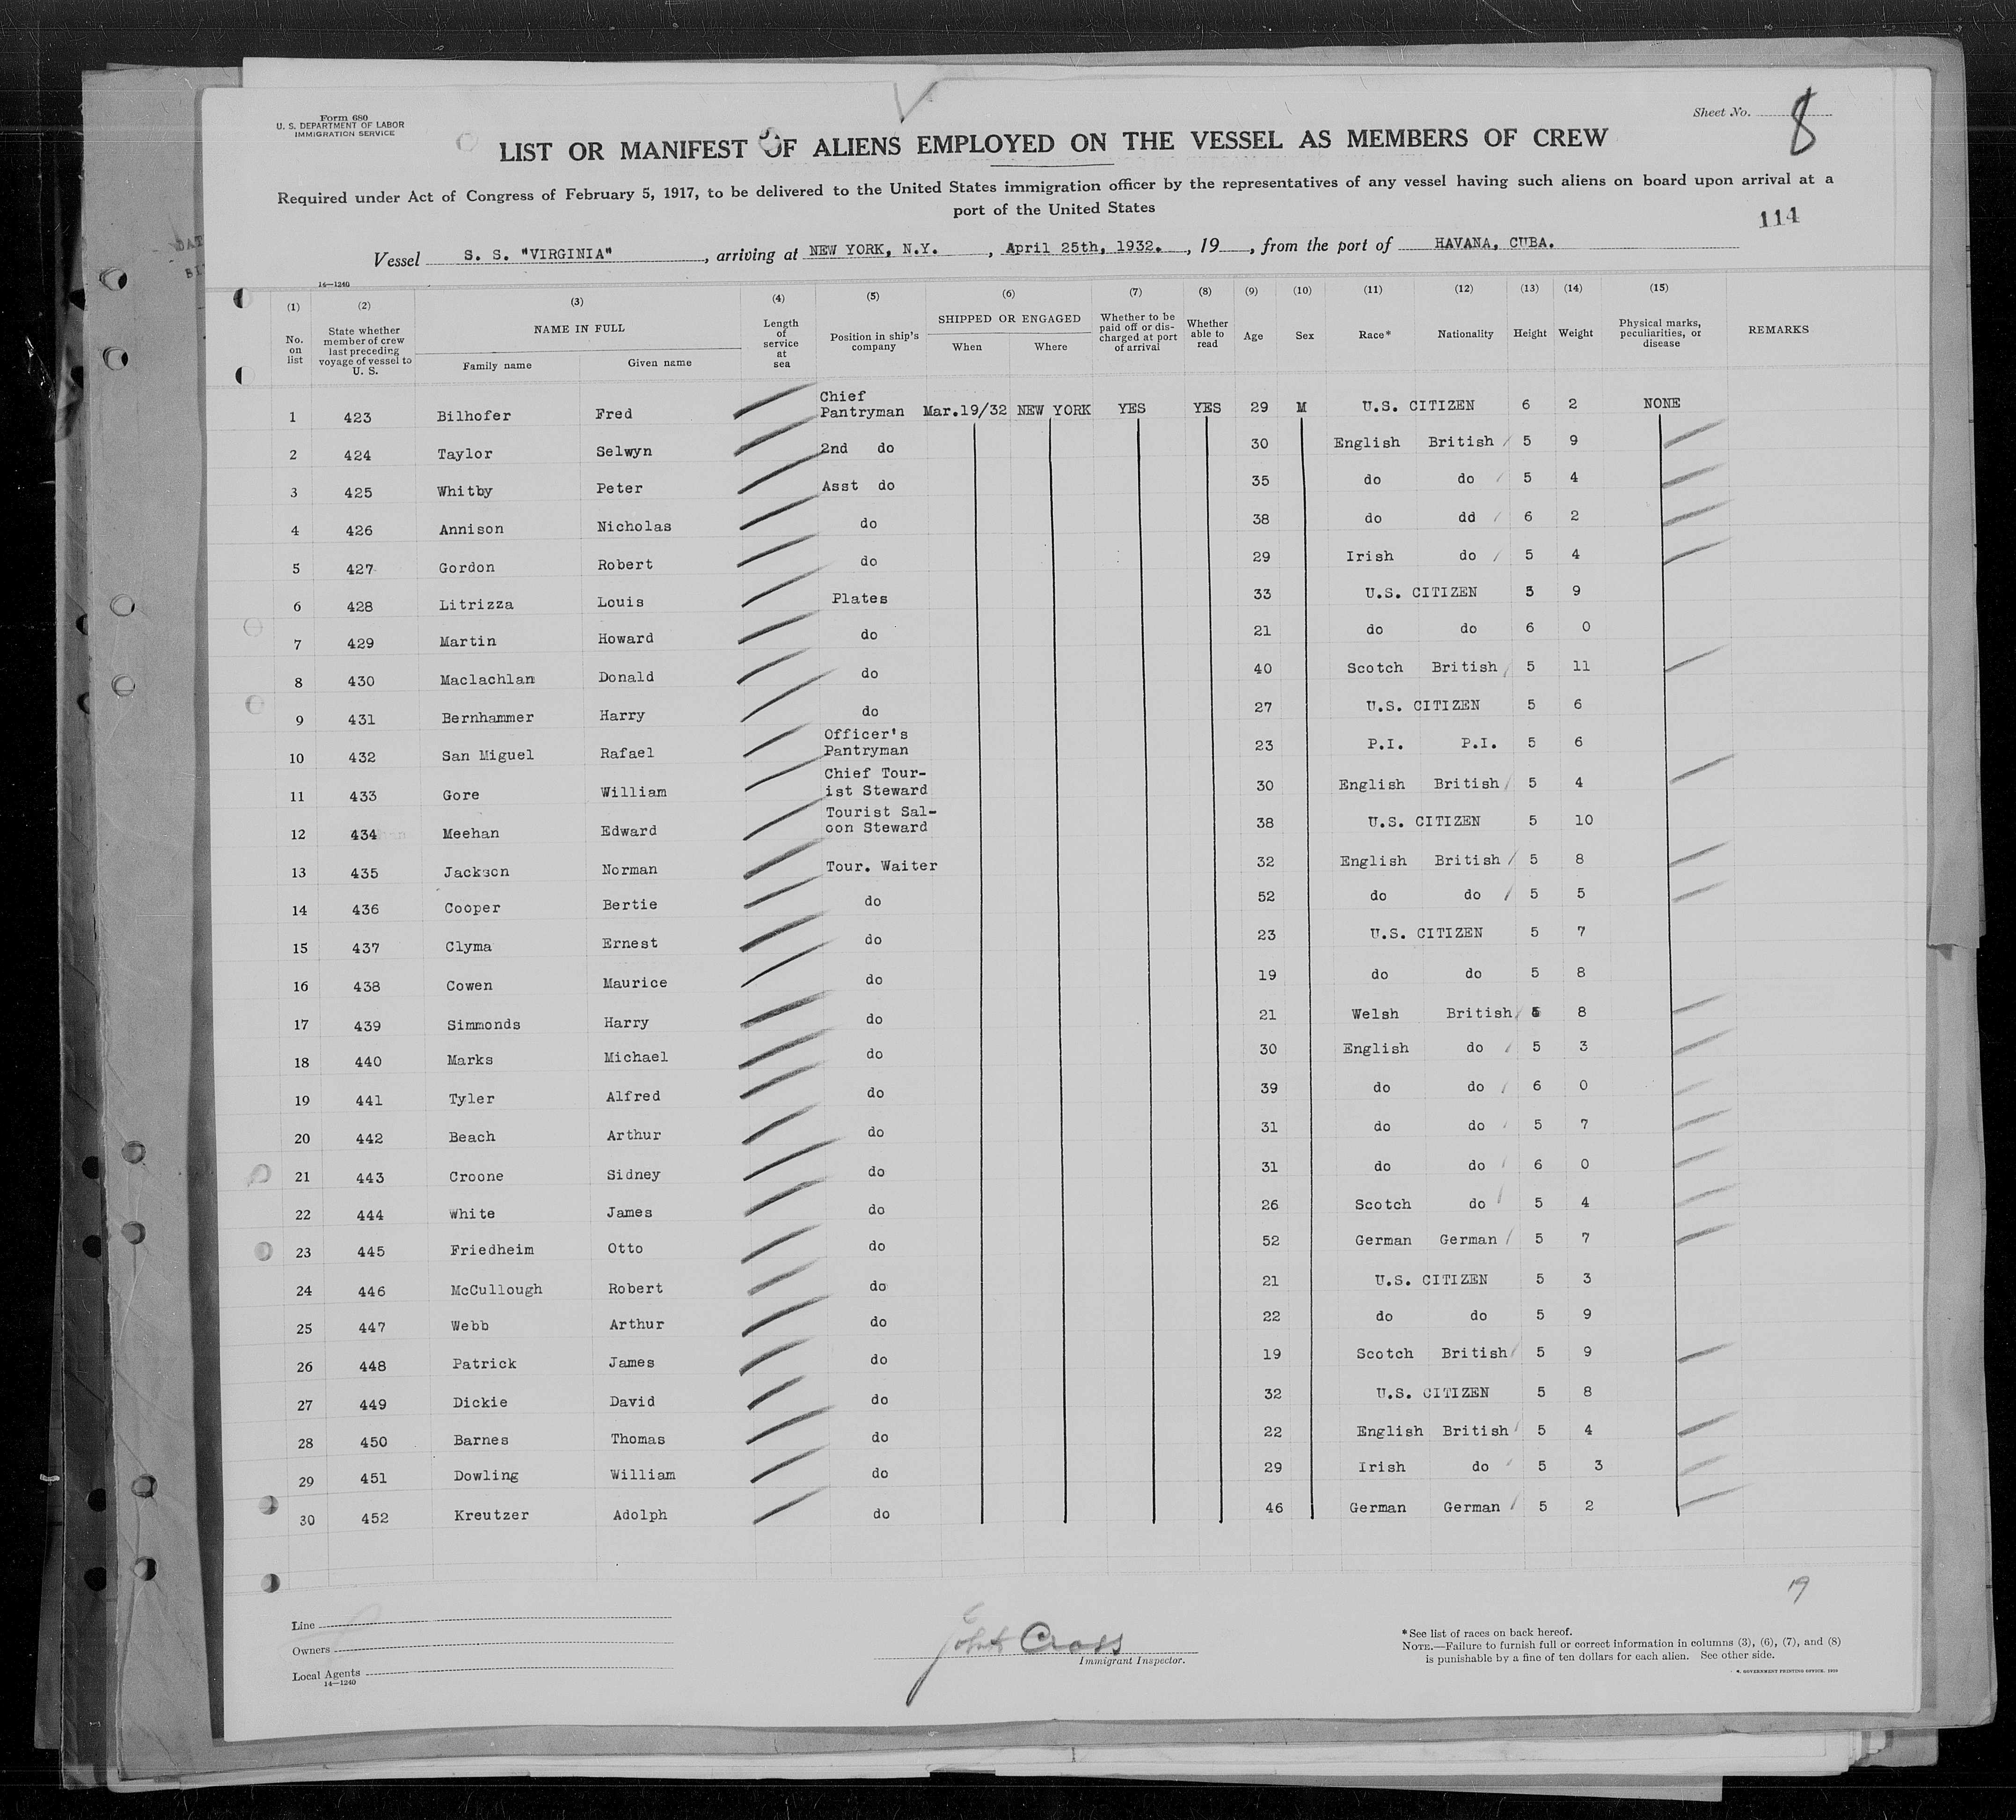 Form 680
U. S. DEPARTMENT OF LABOR
IMMIGRATION SERVICE
Sheet No. 8
LIST OR MANIFEST OF ALIENS EMPLOYED ON THE VESSEL AS MEMBERS OF CREW
Required under Act of Congress of February 5, 1917, to be delivered to the United States immigration officer by the representatives of any vessel having such aliens on board upon arrival at a
port of the United States
114
Vessel S. S. "VIRGINIA", arriving at NEW YORK, N.Y., April 25th, 1932., 19, from the port of HAVANA, CUBA.
14—1240
(1) (2) (3) (4) (5) (6) (7) (8) (9) (10) (11) (12) (13) (14) (15)
No. on list State whether member of crew last preceding voyage of vessel to U. S. NAME IN FULL Length of service at sea Position in ship's company SHIPPED OR ENGAGED Whether to be paid off or discharged at port of arrival Whether able to read Age Sex Race* Nationality Height Weight Physical marks, peculiarities, or disease REMARKS
Family name Given name When Where
1 423 Bilhofer Fred Chief Pantryman Mar.19/32 NEW YORK YES YES 29 M U.S. CITIZEN 6 2 NONE
2 424 Taylor Selwyn 2nd do 30 English British 5 9
3 425 Whitby Peter Asst do 35 do do 5 4
4 426 Annison Nicholas do 38 do dd 6 2
5 427 Gordon Robert do 29 Irish do 5 4
6 428 Litrizza Louis Plates 33 U.S. CITIZEN 5 9
7 429 Martin Howard do 21 do do 6 0
8 430 Maclachlan Donald do 40 Scotch British 5 11
9 431 Bernhammer Harry do 27 U.S. CITIZEN 5 6
10 432 San Miguel Rafael Officer's Pantryman 23 P.I. P.I. 5 6
11 433 Gore William Chief Tour-ist Steward 30 English British 5 4
12 434 Meehan Edward Tourist Sal-oon Steward 38 U.S. CITIZEN 5 10
13 435 Jackson Norman Tour. Waiter 32 English British 5 8
14 436 Cooper Bertie do 52 do do 5 5
15 437 Clyma Ernest do 23 U.S. CITIZEN 5 7
16 438 Cowen Maurice do 19 do do 5 8
17 439 Simmonds Harry do 21 Welsh British 8
18 440 Marks Michael do 30 English do 5 3
19 441 Tyler Alfred do 39 do do 6 0
20 442 Beach Arthur do 31 do do 5 7
21 443 Croone Sidney do 31 do do 6 0
22 444 White James do 26 Scotch do 5 4
23 445 Friedheim Otto do 52 German German 5 7
24 446 McCullough Robert do 21 U.S. CITIZEN 5 3
25 447 Webb Arthur do 22 do do 5 9
26 448 Patrick James do 19 Scotch British 5 9
27 449 Dickie David do 32 U.S. CITIZEN 5 8
28 450 Barnes Thomas do 22 English British 5 4
29 451 Dowling William do 29 Irish do 5 3
30 452 Kreutzer Adolph do 46 German German 5 2
19
Line
Owners
Local Agents
14—1240
John Cross
Immigrant Inspector.
*See list of races on back hereof.
NOTE.—Failure to furnish full or correct information in columns (3), (6), (7), and (8)
is punishable by a fine of ten dollars for each alien. See other side.
GOVERNMENT PRINTING OFFICE